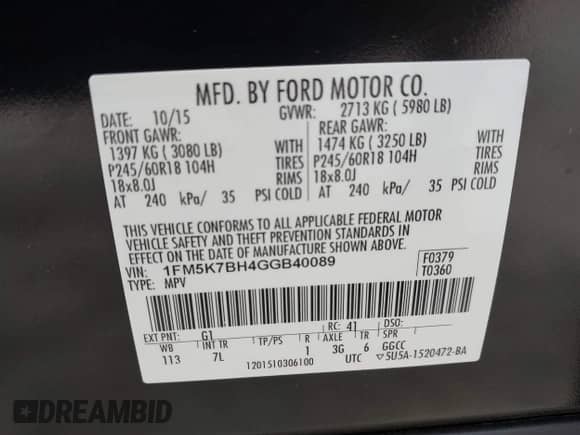 MFD. BY FORD MOTOR CO.
DATE: 10/15 GVWR: 2713 KG ( 5980 LB)
FRONT GAWR: REAR GAWR:
1397 KG ( 3080 LB) WITH 1474 KG ( 3250 LB) WITH
P245/60R18 104H TIRES P245/60R18 104H TIRES
18x8.0J RIMS 18x8.0J RIMS
AT 240 kPa/ 35 PSI COLD AT 240 kPa/ 35 PSI COLD
THIS VEHICLE CONFORMS TO ALL APPLICABLE FEDERAL MOTOR
VEHICLE SAFETY AND THEFT PREVENTION STANDARDS IN
EFFECT ON THE DATE OF MANUFACTURE SHOWN ABOVE.
VIN: 1FM5K7BH4GGB40089 F0379
TYPE: MPV T0360
EXT PNT: G1 RC: 41 DSO:
WB INT TR TP/PS R AXLE TR SPR
113 7L 1 3G 6 GGCC
1201510306100 UTC ▽5U5A-1520472-BA
DREAMBID